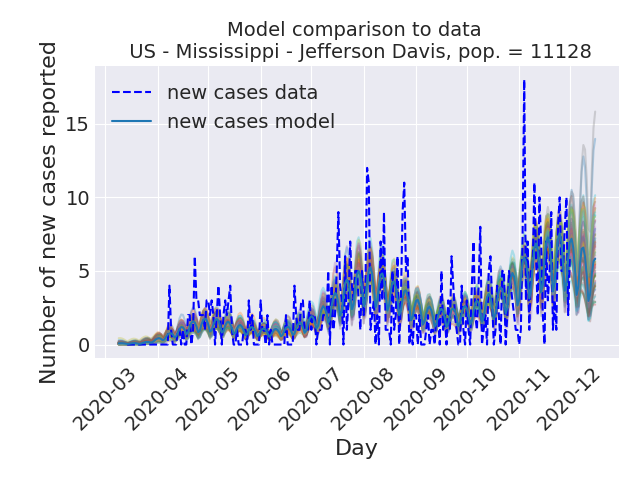 Model comparison to data
US - Mississippi - Jefferson Davis, pop. = 11128
Number of new cases reported
new cases data
new cases model
15
10
5
0
2020-03
2020-04
2020-05
2020-06
2020-07
2020-08
2020-09
2020-10
2020-11
2020-12
Day